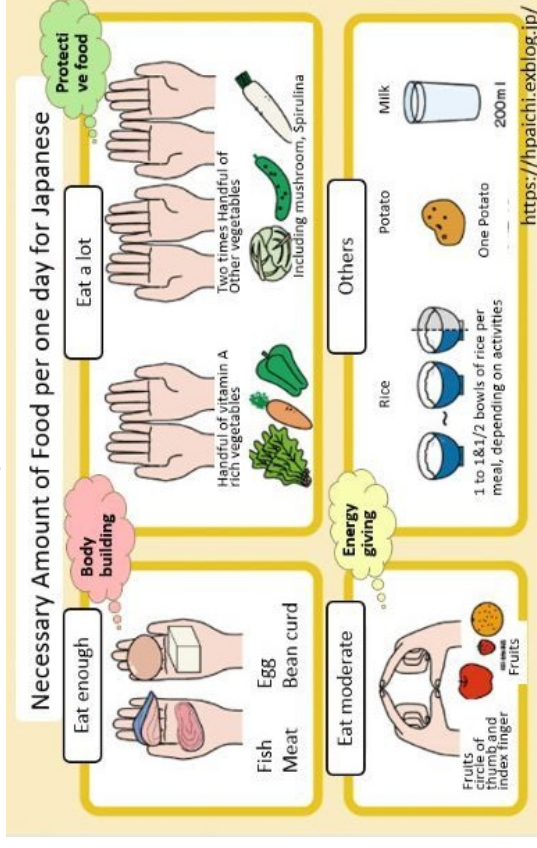 Necessary Amount of Food per one day for Japanese
Eat enough
Body
building
Fish
Meat
Egg
Bean curd
Eat a lot
Protecti
ve food
Handful of vitamin A
rich vegetables
Two times Handful of
Other vegetables
Including mushroom, Spirulina
Eat moderate
Fruits
circle of
thumb and
index finger
Fruits
Energy
giving
Others
Rice
~
1 to 1&1/2 bowls of rice per
meal, depending on activities
Potato
One Potato
Milk
200ml
https://hpaichi.exblog.jp/